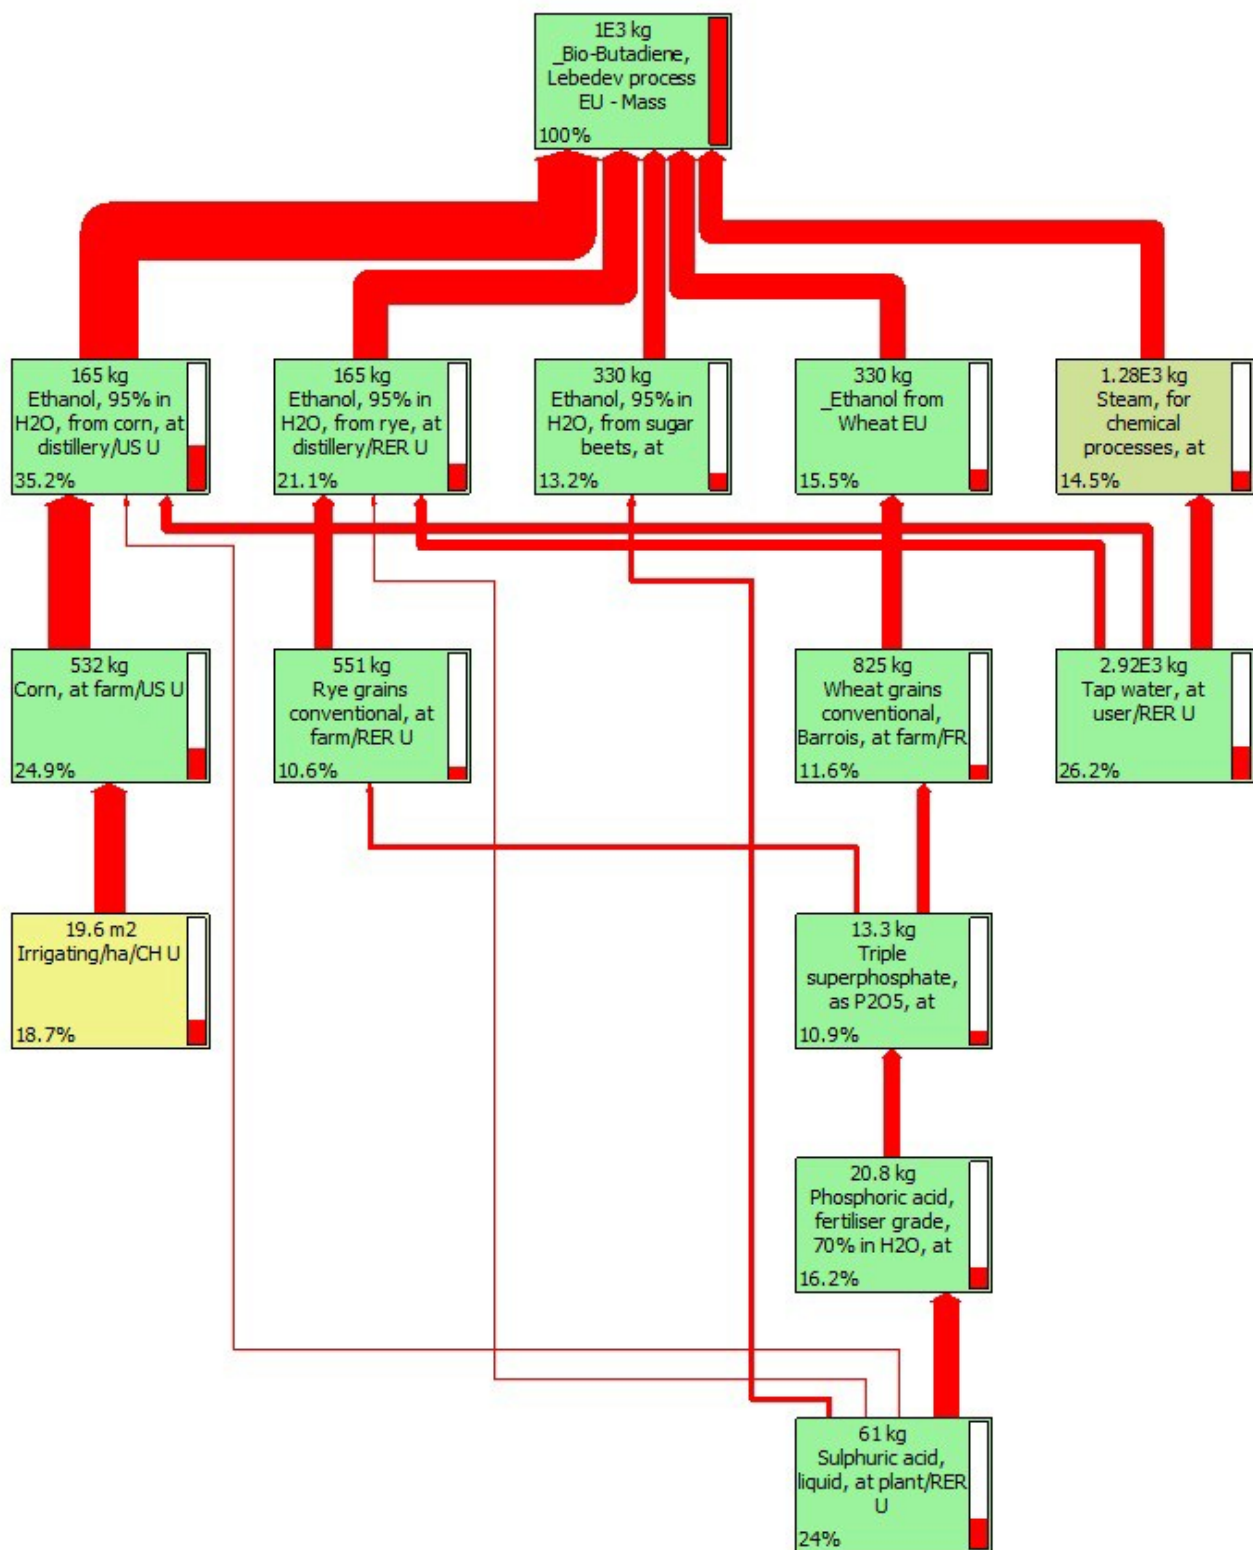 1E3 kg
_Bio-Butadiene,
Lebedev process
EU - Mass
100%
165 kg
Ethanol, 95% in
H2O, from corn, at
distillery/US U
35.2%
165 kg
Ethanol, 95% in
H2O, from rye, at
distillery/RER U
21.1%
330 kg
Ethanol, 95% in
H2O, from sugar
beets, at
13.2%
330 kg
_Ethanol from
Wheat EU
15.5%
1.28E3 kg
Steam, for
chemical
processes, at
14.5%
532 kg
Corn, at farm/US U
24.9%
551 kg
Rye grains
conventional, at
farm/RER U
10.6%
825 kg
Wheat grains
conventional,
Barrois, at farm/FR
11.6%
2.92E3 kg
Tap water, at
user/RER U
26.2%
19.6 m2
Irrigating/ha/CH U
18.7%
13.3 kg
Triple
superphosphate,
as P2O5, at
10.9%
20.8 kg
Phosphoric acid,
fertiliser grade,
70% in H2O, at
16.2%
61 kg
Sulphuric acid,
liquid, at plant/RER
U
24%